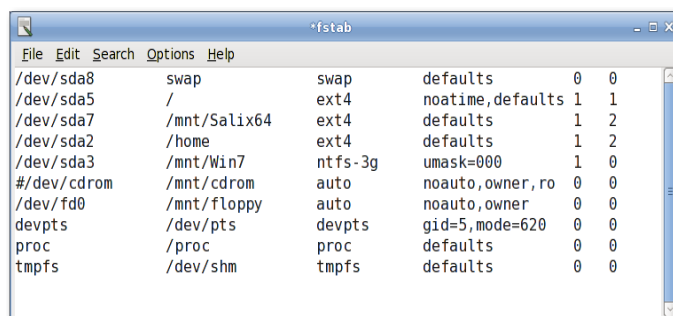 *fstab
File Edit Search Options Help
/dev/sda8 swap swap defaults 0 0
/dev/sda5 / ext4 noatime,defaults 1 1
/dev/sda7 /mnt/Salix64 ext4 defaults 1 2
/dev/sda2 /home ext4 defaults 1 2
/dev/sda3 /mnt/Win7 ntfs-3g umask=000 1 0
#/dev/cdrom /mnt/cdrom auto noauto,owner,ro 0 0
/dev/fd0 /mnt/floppy auto noauto,owner 0 0
devpts /dev/pts devpts gid=5,mode=620 0 0
proc /proc proc defaults 0 0
tmpfs /dev/shm tmpfs defaults 0 0